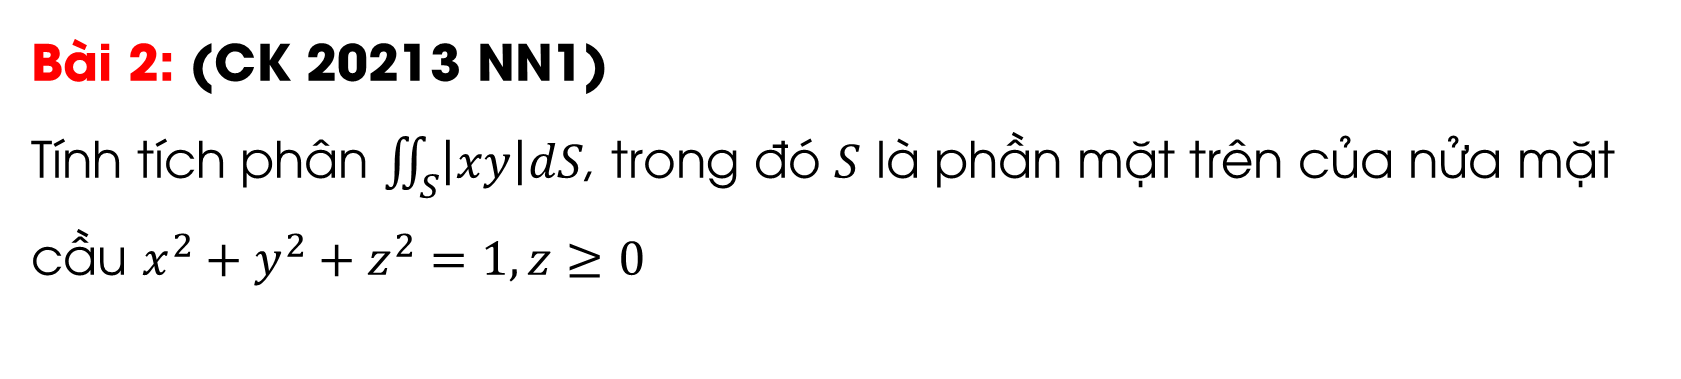 Bài 2: (CK 20213 NN1)
Tính tích phân ∬_S|xy|dS, trong đó S là phần mặt trên của nửa mặt
cầu x² + y² + z² = 1, z ≥ 0